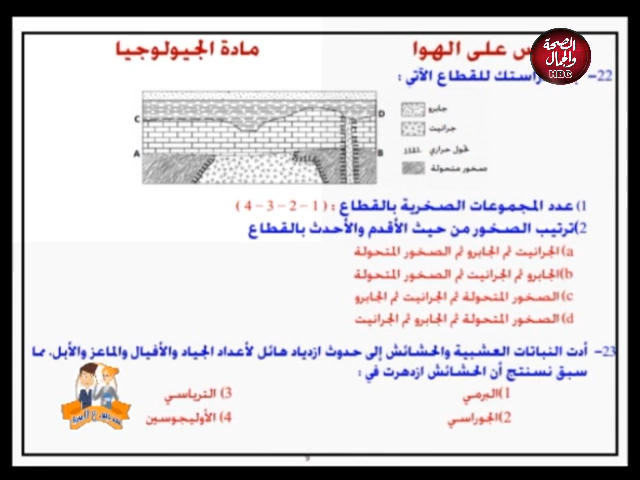 س على الهوا
مادة الجيولوجيا
الصحة
والجمال
HBG
22- راستك للقطاع الآتي :
C
D
A
B
جابرو
جرانيت
تحول حراري
صخور متحولة
1) عدد المجموعات الصخرية بالقطاع : ( 1 – 2 – 3 – 4 )
2)ترتيب الصخور من حيث الأقدم والأحدث بالقطاع
a) الجرانيت ثم الجابرو ثم الصخور المتحولة
b)الجابرو ثم الجرانيت ثم الصخور المتحولة
c) الصخور المتحولة ثم الجرانيت ثم الجابرو
d) الصخور المتحولة ثم الجابرو ثم الجرانيت
23- أدت النباتات العشبية والحشائش إلى حدوث ازدياد هائل لأعداد الجياد والأفيال والماعز والأبل. مما
سبق نستنتج أن الحشائش ازدهرت في :
1)البرمي
3) الترياسي
2)الجوراسي
4) الأوليجوسين
9